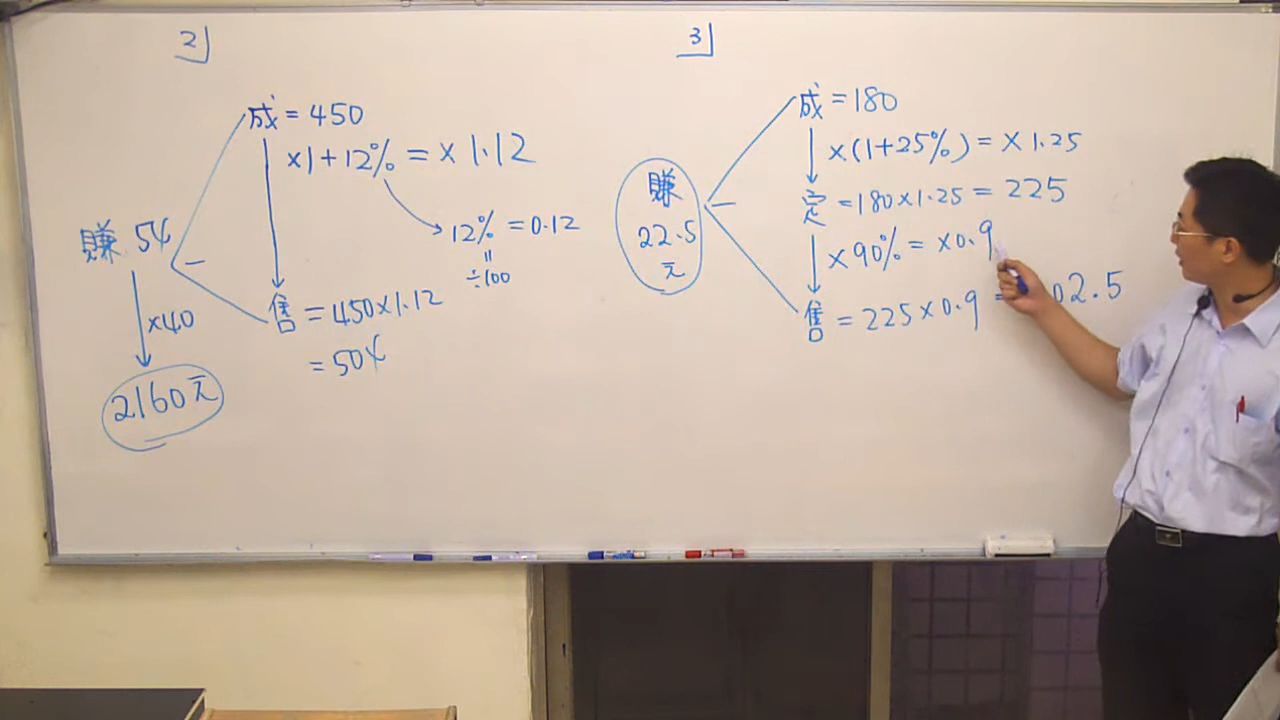 2
成 = 450
×1+12% = × 1.12
12% = 0.12
=
÷100
賺 54
×40
2160元
售 = 450×1.12
= 504
3
成 = 180
×(1+25%) = × 1.25
定 = 180×1.25 = 225
×90% = ×0.9
售 = 225×0.9 = 02.5
賺
22.5
元